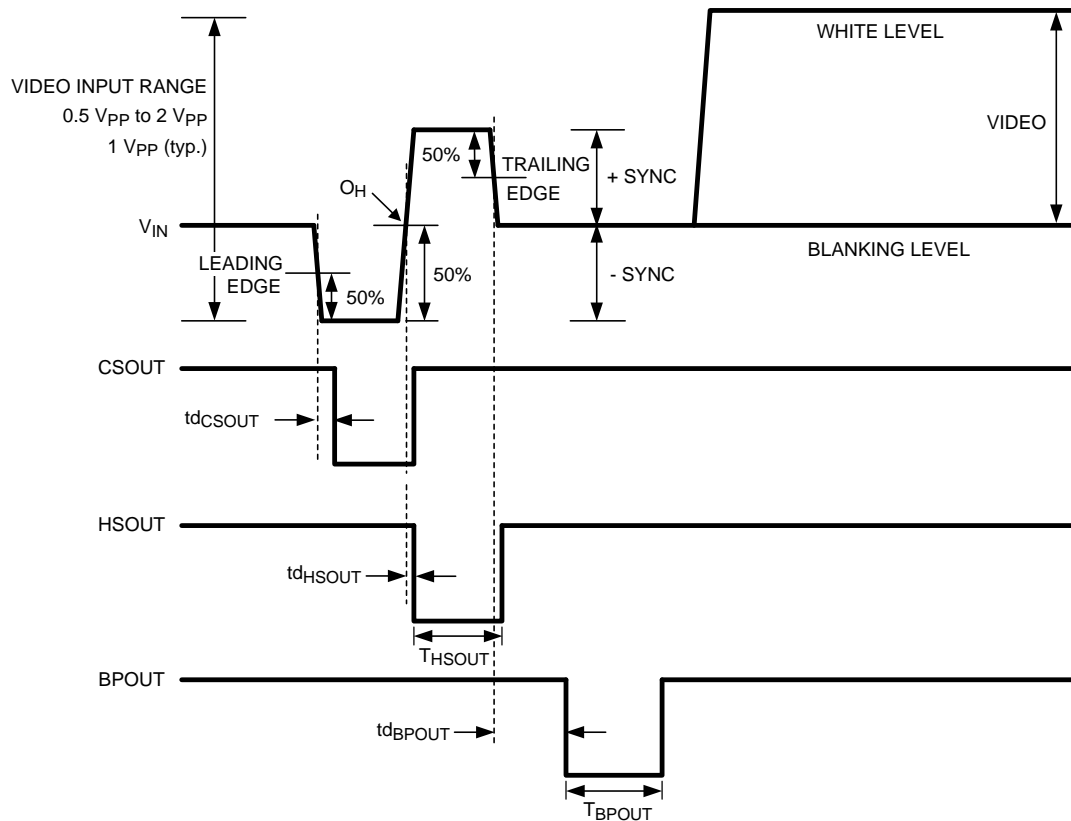 WHITE LEVEL
VIDEO INPUT RANGE
0.5 VPP to 2 VPP
1 VPP (typ.)
VIDEO
50%
TRAILING
EDGE
+ SYNC
OH
VIN
BLANKING LEVEL
LEADING
EDGE
50%
50%
- SYNC
CSOUT
tdCSOUT
HSOUT
tdHSOUT
THSOUT
BPOUT
tdBPOUT
TBPOUT